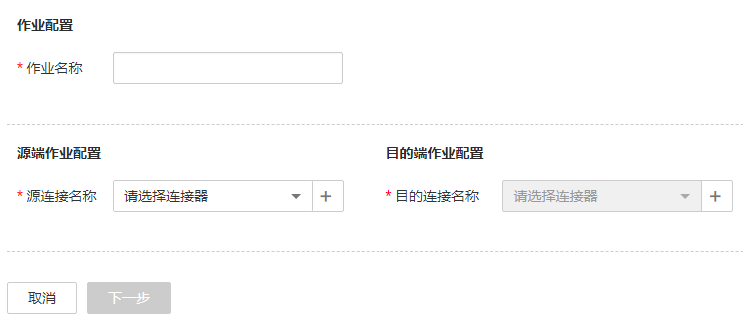 作业配置
* 作业名称
源端作业配置
* 源连接名称 请选择连接器 +
目的端作业配置
* 目的连接名称 请选择连接器 +
取消 下一步